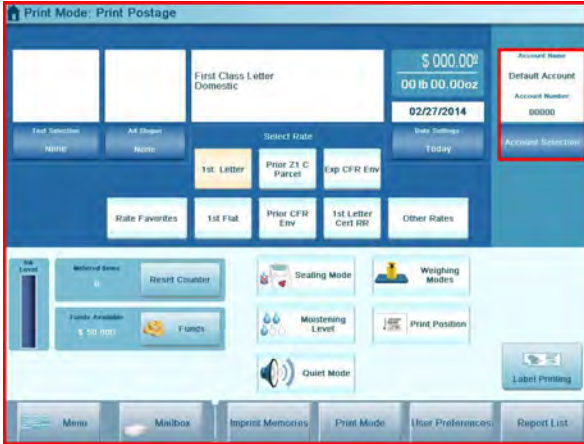 Print Mode: Print Postage
First Class Letter
Domestic
$ 000.00⁰
00 lb 00.00oz
02/27/2014
Account Name
Default Account
Account Number
00000
Account Selection
Text Selection
None
Ad Slogan
None
Select Rate
Date Settings
Today
1st. Letter
Prior Z1 C
Parcel
Exp CFR Env
Rate Favorites
1st Flat
Prior CFR
Env
1st Letter
Cert RR
Other Rates
Ink
Level
Metered Items
0
Reset Counter
Funds Available
Funds
Sealing Mode
Weighing
Modes
Moistening
Level
Print Position
Quiet Mode
Label Printing
Menu
Mailbox
Imprint Memories
Print Mode
User Preferences
Report List